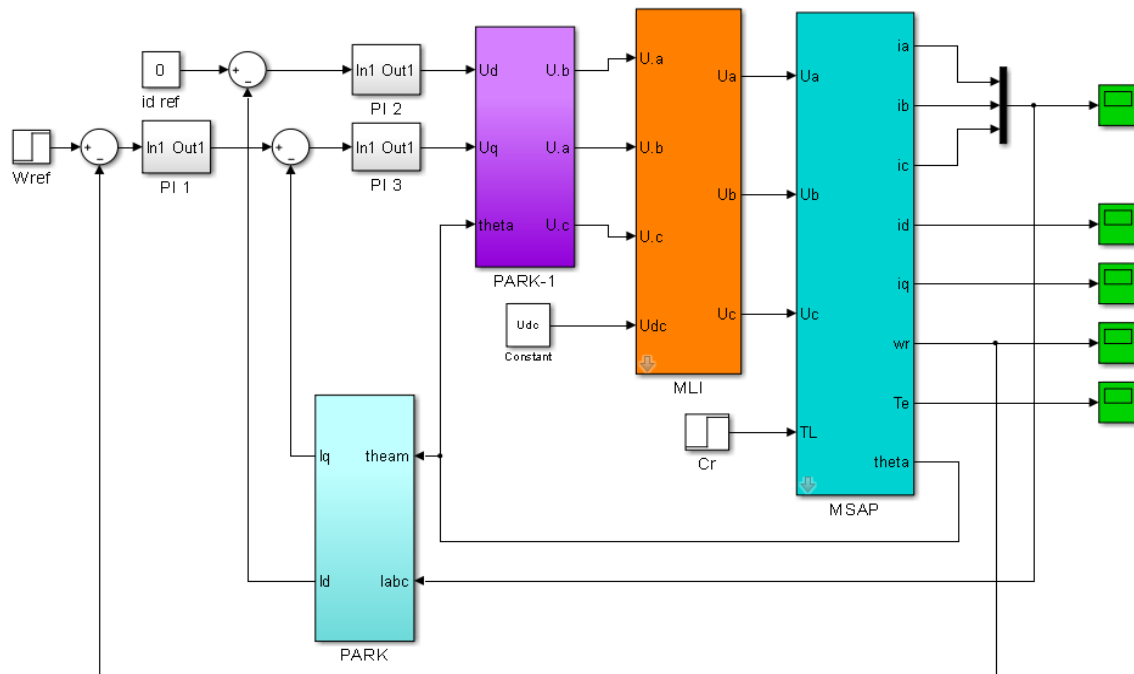 0
id ref
+
-
In1 Out1
PI 2
Wref
+
-
In1 Out1
PI 1
+
-
In1 Out1
PI 3
Ud
Uq
theta
U.b
U.a
U.c
PARK-1
Udc
Constant
U.a
U.b
U.c
Udc
Ua
Ub
Uc
MLI
Cr
Ua
Ub
Uc
TL
ia
ib
ic
id
iq
wr
Te
theta
MSAP
Iq
Id
theam
Iabc
PARK